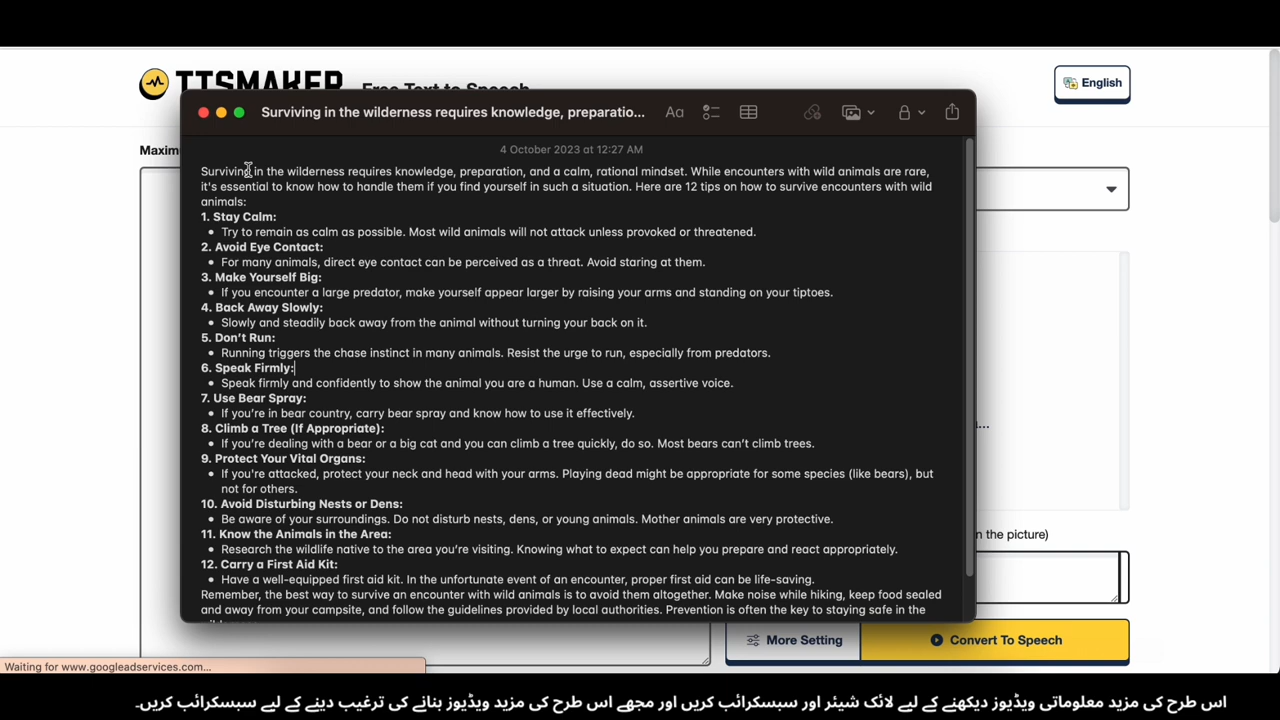 TTSMAKER Free Text to Speech
English
Surviving in the wilderness requires knowledge, preparatio...
Aa
Maxim
4 October 2023 at 12:27 AM
Surviving in the wilderness requires knowledge, preparation, and a calm, rational mindset. While encounters with wild animals are rare,
it's essential to know how to handle them if you find yourself in such a situation. Here are 12 tips on how to survive encounters with wild
animals:
1. Stay Calm:
• Try to remain as calm as possible. Most wild animals will not attack unless provoked or threatened.
2. Avoid Eye Contact:
• For many animals, direct eye contact can be perceived as a threat. Avoid staring at them.
3. Make Yourself Big:
• If you encounter a large predator, make yourself appear larger by raising your arms and standing on your tiptoes.
4. Back Away Slowly:
• Slowly and steadily back away from the animal without turning your back on it.
5. Don’t Run:
• Running triggers the chase instinct in many animals. Resist the urge to run, especially from predators.
6. Speak Firmly:
• Speak firmly and confidently to show the animal you are a human. Use a calm, assertive voice.
7. Use Bear Spray:
• If you’re in bear country, carry bear spray and know how to use it effectively.
8. Climb a Tree (If Appropriate):
• If you’re dealing with a bear or a big cat and you can climb a tree quickly, do so. Most bears can’t climb trees.
9. Protect Your Vital Organs:
• If you're attacked, protect your neck and head with your arms. Playing dead might be appropriate for some species (like bears), but
not for others.
10. Avoid Disturbing Nests or Dens:
• Be aware of your surroundings. Do not disturb nests, dens, or young animals. Mother animals are very protective.
11. Know the Animals in the Area:
• Research the wildlife native to the area you’re visiting. Knowing what to expect can help you prepare and react appropriately.
12. Carry a First Aid Kit:
• Have a well-equipped first aid kit. In the unfortunate event of an encounter, proper first aid can be life-saving.
Remember, the best way to survive an encounter with wild animals is to avoid them altogether. Make noise while hiking, keep food sealed
and away from your campsite, and follow the guidelines provided by local authorities. Prevention is often the key to staying safe in the
...
n the picture)
More Setting
Convert To Speech
Waiting for www.googleadservices.com...
اس طرح کی مزید معلوماتی ویڈیوز دیکھنے کے لیے لائک شیئر اور سبسکرائب کریں اور مجھے اس طرح کی مزید ویڈیوز بنانے کی ترغیب دینے کے لیے سبسکرائب کریں۔